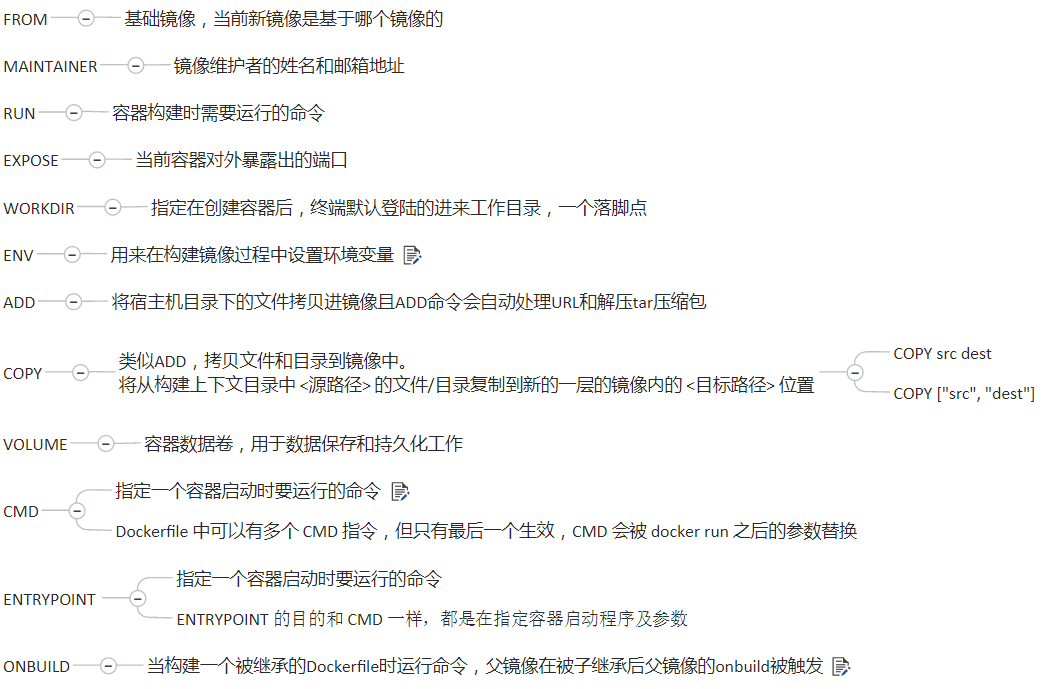 FROM 基础镜像，当前新镜像是基于哪个镜像的
MAINTAINER 镜像维护者的姓名和邮箱地址
RUN 容器构建时需要运行的命令
EXPOSE 当前容器对外暴露出的端口
WORKDIR 指定在创建容器后，终端默认登陆的进来工作目录，一个落脚点
ENV 用来在构建镜像过程中设置环境变量
ADD 将宿主机目录下的文件拷贝进镜像且ADD命令会自动处理URL和解压tar压缩包
COPY 类似ADD，拷贝文件和目录到镜像中。
将从构建上下文目录中 <源路径> 的文件/目录复制到新的一层的镜像内的 <目标路径> 位置
COPY src dest
COPY ["src", "dest"]
VOLUME 容器数据卷，用于数据保存和持久化工作
CMD 指定一个容器启动时要运行的命令
Dockerfile 中可以有多个 CMD 指令，但只有最后一个生效，CMD 会被 docker run 之后的参数替换
ENTRYPOINT 指定一个容器启动时要运行的命令
ENTRYPOINT 的目的和 CMD 一样，都是在指定容器启动程序及参数
ONBUILD 当构建一个被继承的Dockerfile时运行命令，父镜像在被子继承后父镜像的onbuild被触发